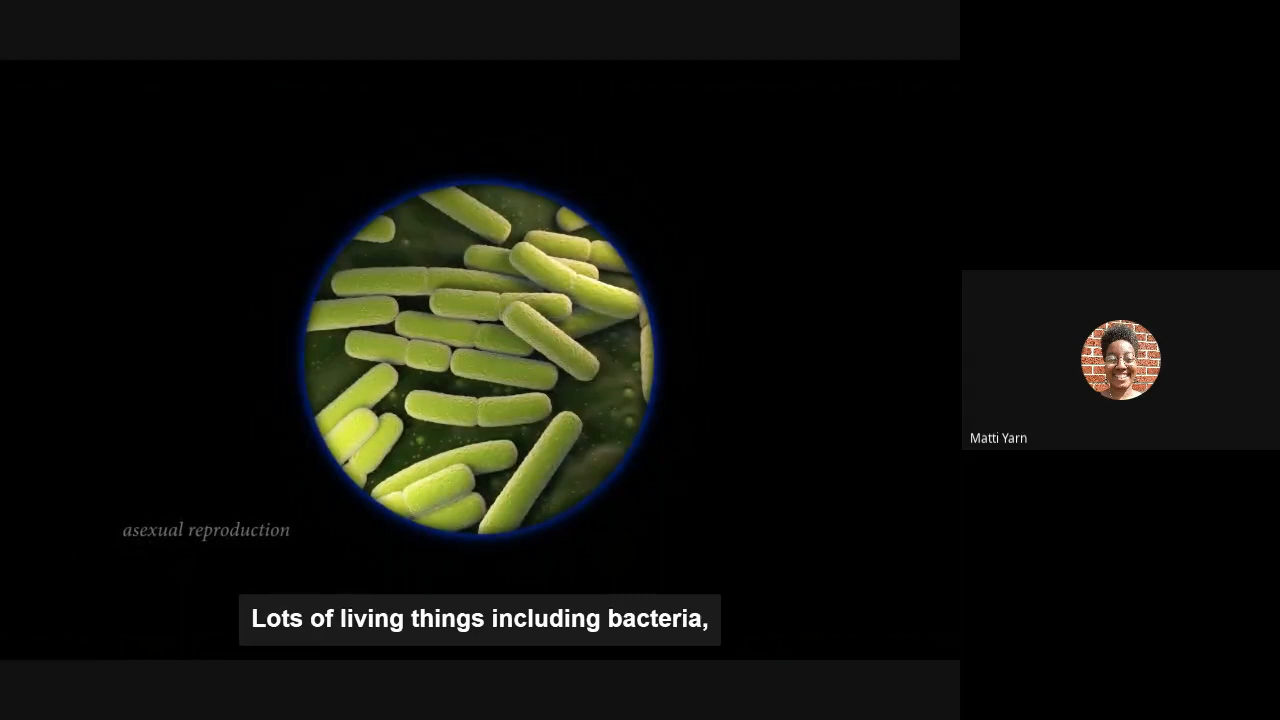 asexual reproduction
Lots of living things including bacteria,
Matti Yarn